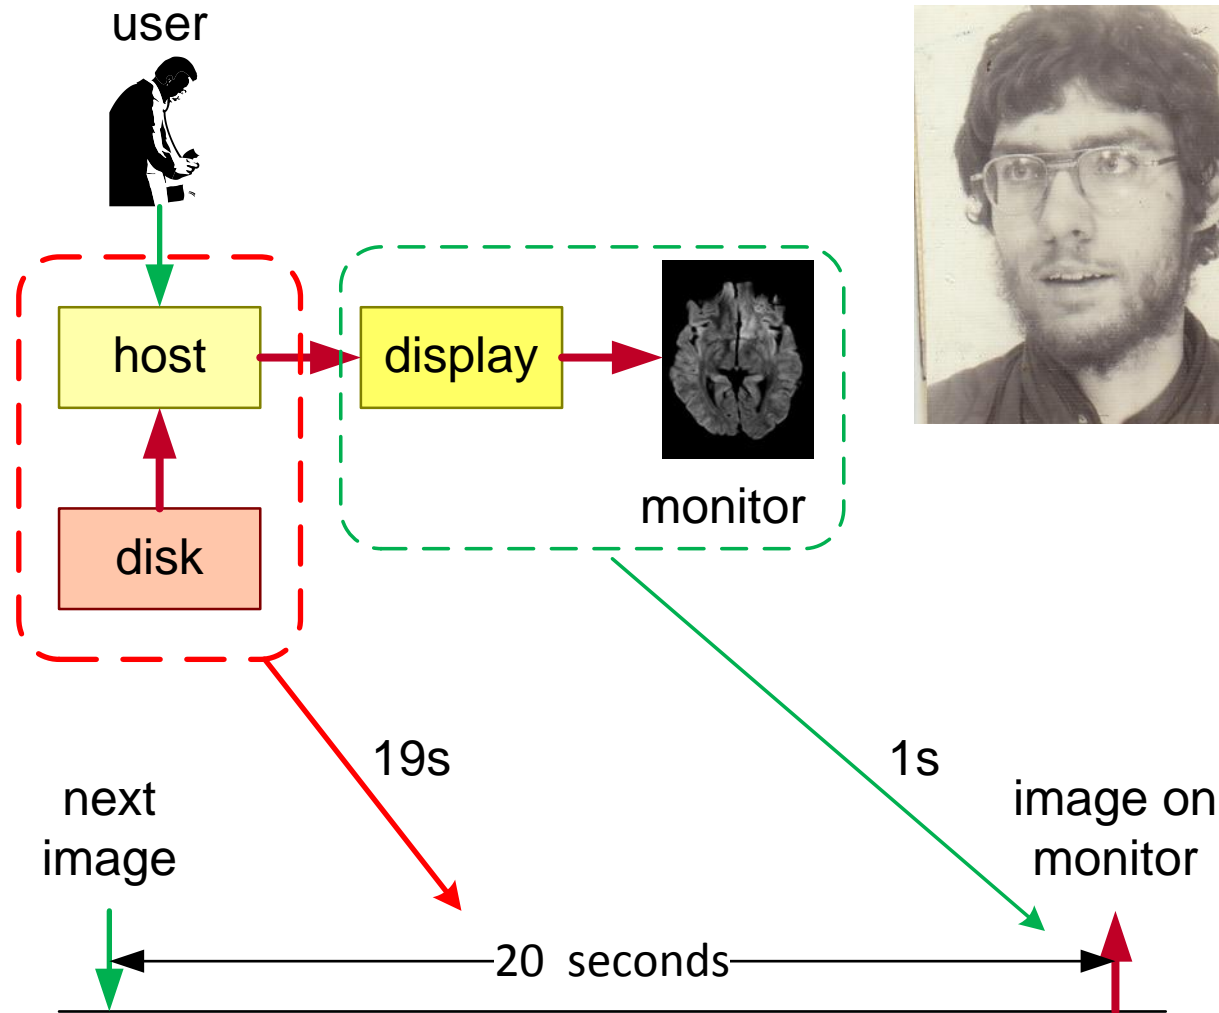 user
host
display
monitor
disk
19s
1s
next
image
image on
monitor
20 seconds